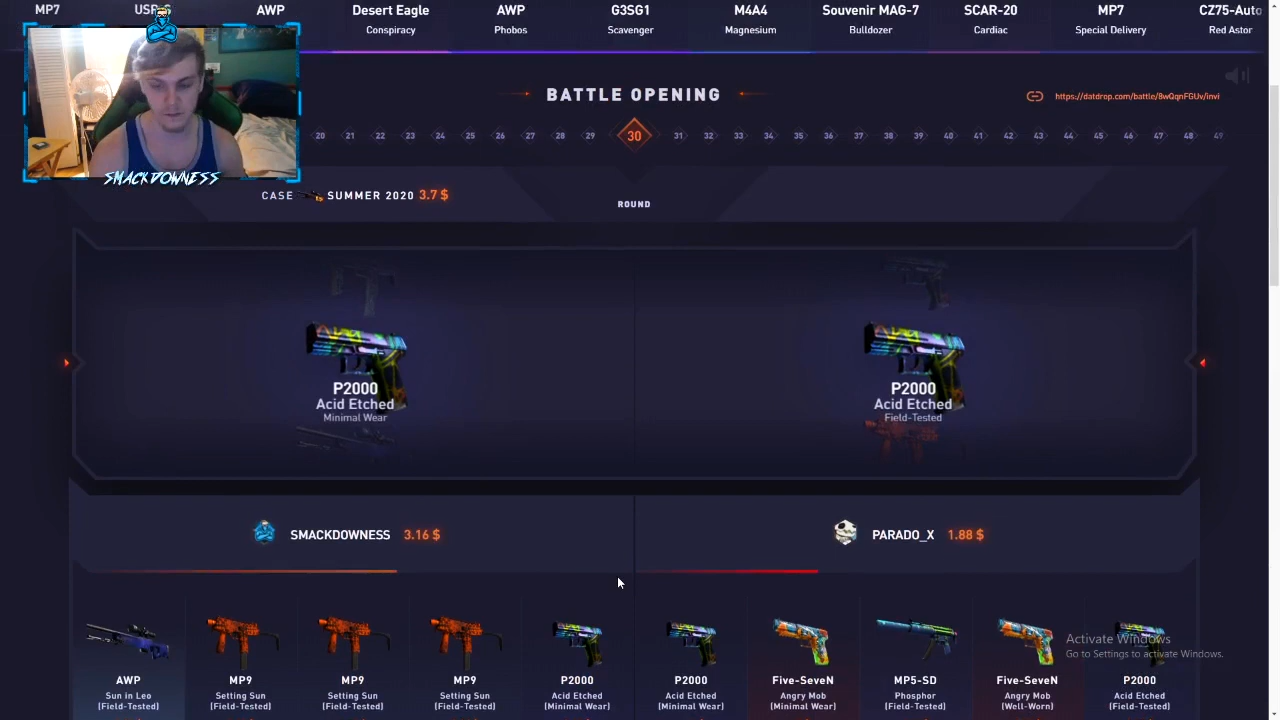 MP7
AWP
Desert Eagle
Conspiracy
AWP
Phobos
G3SG1
Scavenger
M4A4
Magnesium
Souvenir MAG-7
Bulldozer
SCAR-20
Cardiac
MP7
Special Delivery
CZ75-Auto
Red Astor
SMACKDOWNESS
BATTLE OPENING
https://datdrop.com/battle/8wQqnFGUv/invi
20 21 22 23 24 25 26 27 28 29 30 31 32 33 34 35 36 37 38 39 40 41 42 43 44 45 46 47 48 49
CASE SUMMER 2020 3.7 $
ROUND
P2000
Acid Etched
Minimal Wear
P2000
Acid Etched
Field-Tested
SMACKDOWNESS 3.16 $
PARADO_X 1.88 $
AWP
Sun in Leo
(Field-Tested)
MP9
Setting Sun
(Field-Tested)
MP9
Setting Sun
(Field-Tested)
MP9
Setting Sun
(Field-Tested)
P2000
Acid Etched
(Minimal Wear)
P2000
Acid Etched
(Minimal Wear)
Five-SeveN
Angry Mob
(Minimal Wear)
MP5-SD
Phosphor
(Field-Tested)
Five-SeveN
Angry Mob
(Well-Worn)
P2000
Acid Etched
(Field-Tested)
Activate Windows
Go to Settings to activate Windows.